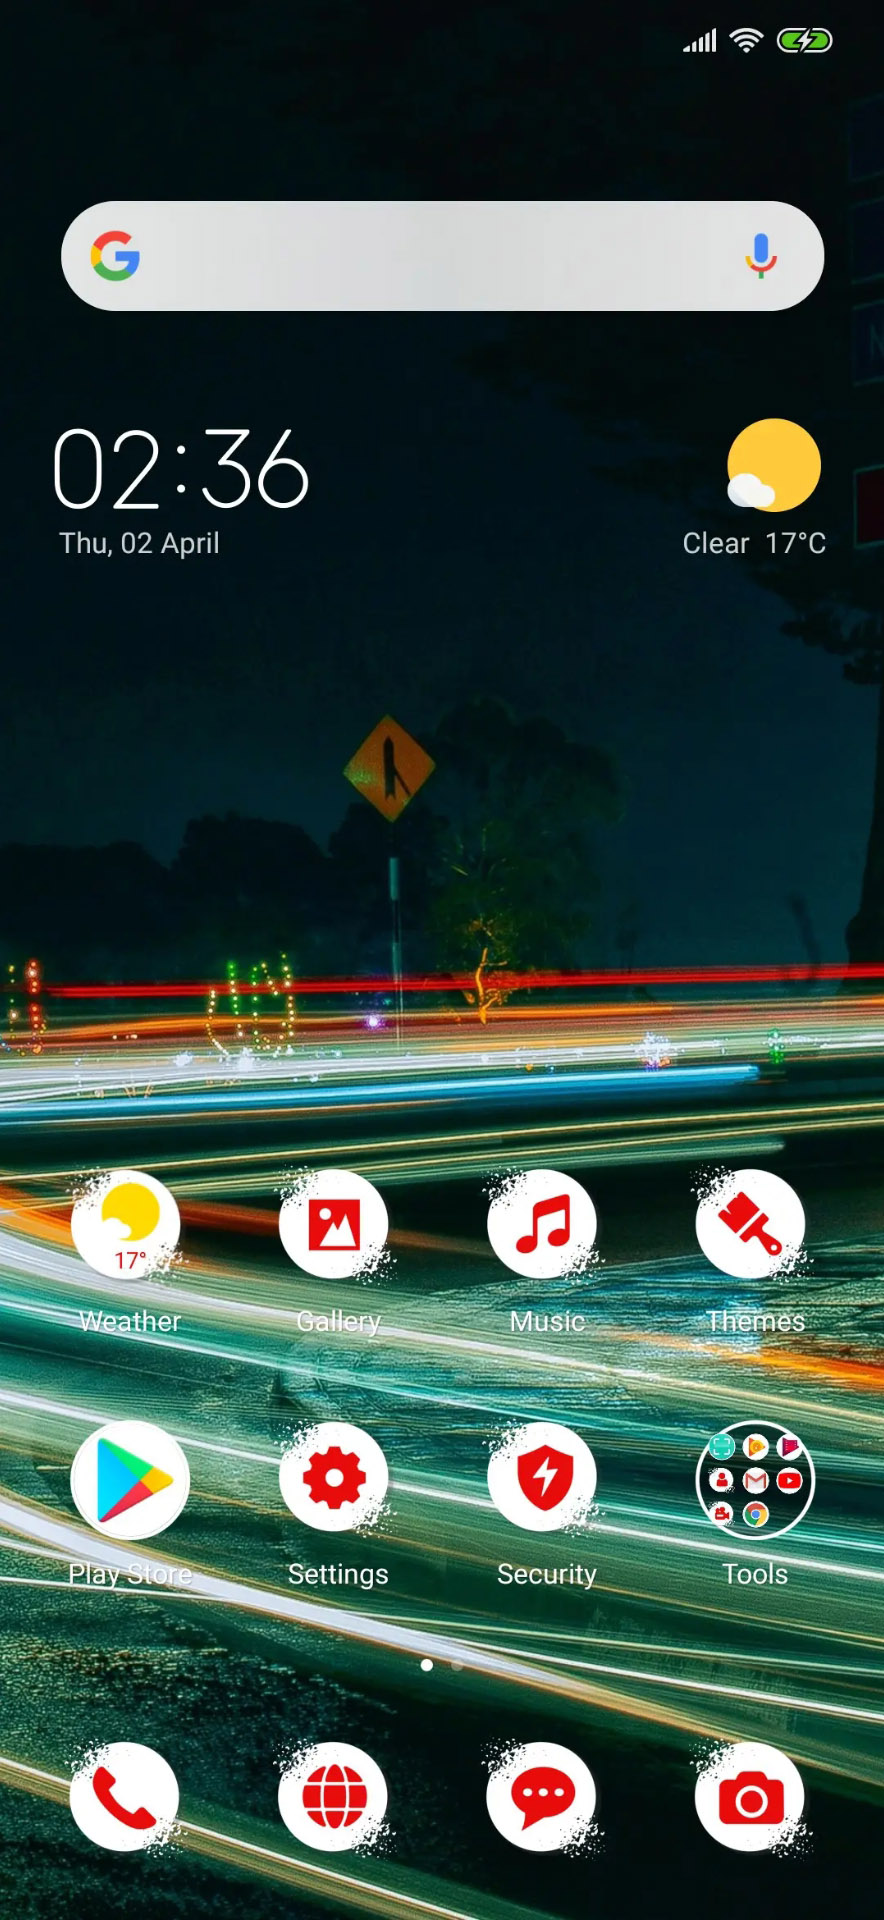 02:36
Thu, 02 April
Clear 17°C
17°
Weather
Gallery
Music
Themes
Play Store
Settings
Security
Tools